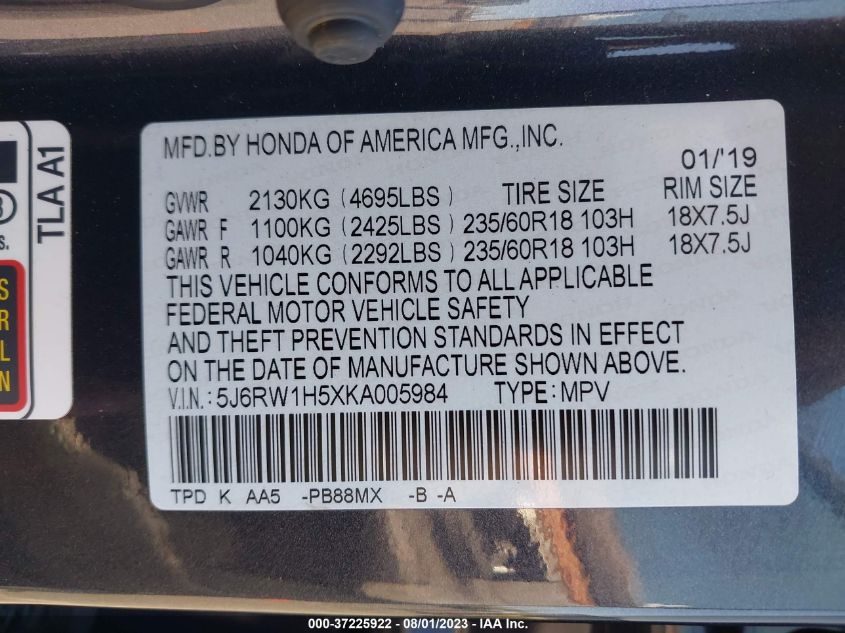 MFD.BY HONDA OF AMERICA MFG.,INC.
01/'19
GVWR 2130KG (4695LBS) TIRE SIZE RIM SIZE
GAWR F 1100KG (2425LBS) 235/60R18 103H 18X7.5J
GAWR R 1040KG (2292LBS) 235/60R18 103H 18X7.5J
THIS VEHICLE CONFORMS TO ALL APPLICABLE
FEDERAL MOTOR VEHICLE SAFETY
AND THEFT PREVENTION STANDARDS IN EFFECT
ON THE DATE OF MANUFACTURE SHOWN ABOVE.
V.I.N.: 5J6RW1H5XKA005984 TYPE: MPV
TPD K AA5 -PB88MX -B -A
TLA A1
s.
S
R
L
N
000-37225922 - 08/01/2023 - IAA Inc.